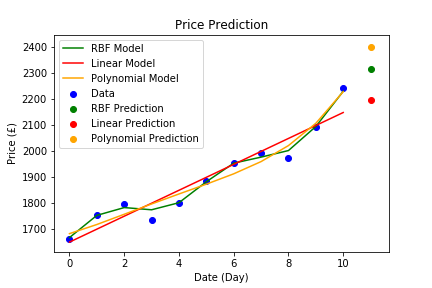 Price Prediction
2400
2300
2200
2100
2000
1900
1800
1700
Price (£)
RBF Model
Linear Model
Polynomial Model
Data
RBF Prediction
Linear Prediction
Polynomial Prediction
0 2 4 6 8 10
Date (Day)